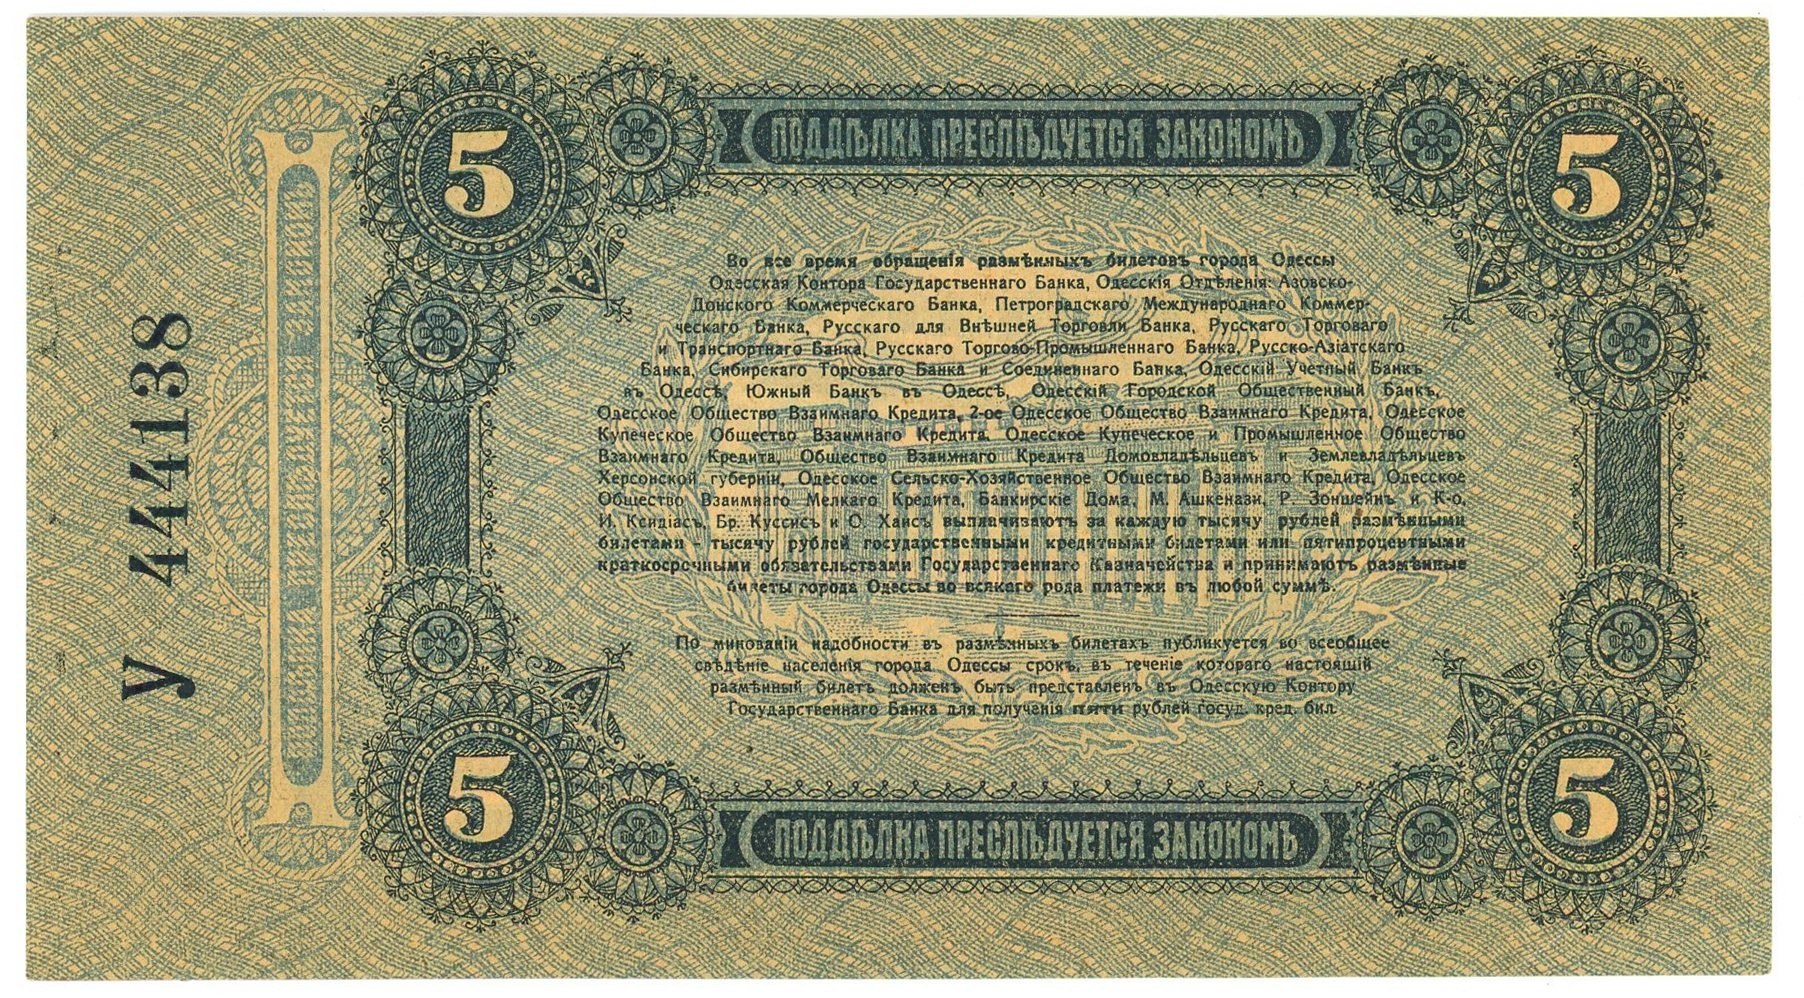 5
ПОДДѢЛКА ПРЕСЛѢДУЕТСЯ ЗАКОНОМЪ
5
Во все время обращенія размѣнныхъ билетовъ города Одессы
Одесская Контора Государственнаго Банка, Одесскія Отдѣленія: Азовско-
Донского Коммерческаго Банка, Петроградскаго Международнаго Коммер-
ческаго Банка, Русскаго для Внѣшней Торговли Банка, Русскаго Торговаго
и Транспортнаго Банка, Русскаго Торгово-Промышленнаго Банка, Русско-Азіатскаго
Банка, Сибирскаго Торговаго Банка и Соединеннаго Банка, Одесскій Учетный Банкъ
въ Одессѣ, Южный Банкъ въ Одессѣ, Одесскій Городской Общественный Банкъ,
Одесское Общество Взаимнаго Кредита, 2-ое Одесское Общество Взаимнаго Кредита, Одесское
Купеческое Общество Взаимнаго Кредита, Одесское Купеческое и Промышленное Общество
Взаимнаго Кредита, Общество Взаимнаго Кредита Домовладѣльцевъ и Землевладѣльцевъ
Херсонской губерніи, Одесское Сельско-Хозяйственное Общество Взаимнаго Кредита, Одесское
Общество Взаимнаго Мелкаго Кредита, Банкирскіе Дома, М. Ашкенази, Р. Зоншейнъ и К-о,
И. Ксидіасъ, Бр. Куссисъ и О. Хаисъ выплачиваютъ за каждую тысячу рублей размѣнными
билетами - тысячу рублей государственными кредитными билетами или пятипроцентными
краткосрочными обязательствами Государственнаго Казначейства и принимаютъ размѣнные
билеты города Одессы во всякаго рода платежи въ любой суммѣ.
По минованіи надобности въ размѣнныхъ билетахъ публикуется во всеобщее
свѣдѣніе населенія города Одессы срокъ, въ теченіе котораго настоящій
размѣнный билетъ долженъ быть представленъ въ Одесскую Контору
Государственнаго Банка для полученія пяти рублей госуд. кред. бил.
У 444138
5
ПОДДѢЛКА ПРЕСЛѢДУЕТСЯ ЗАКОНОМЪ
5